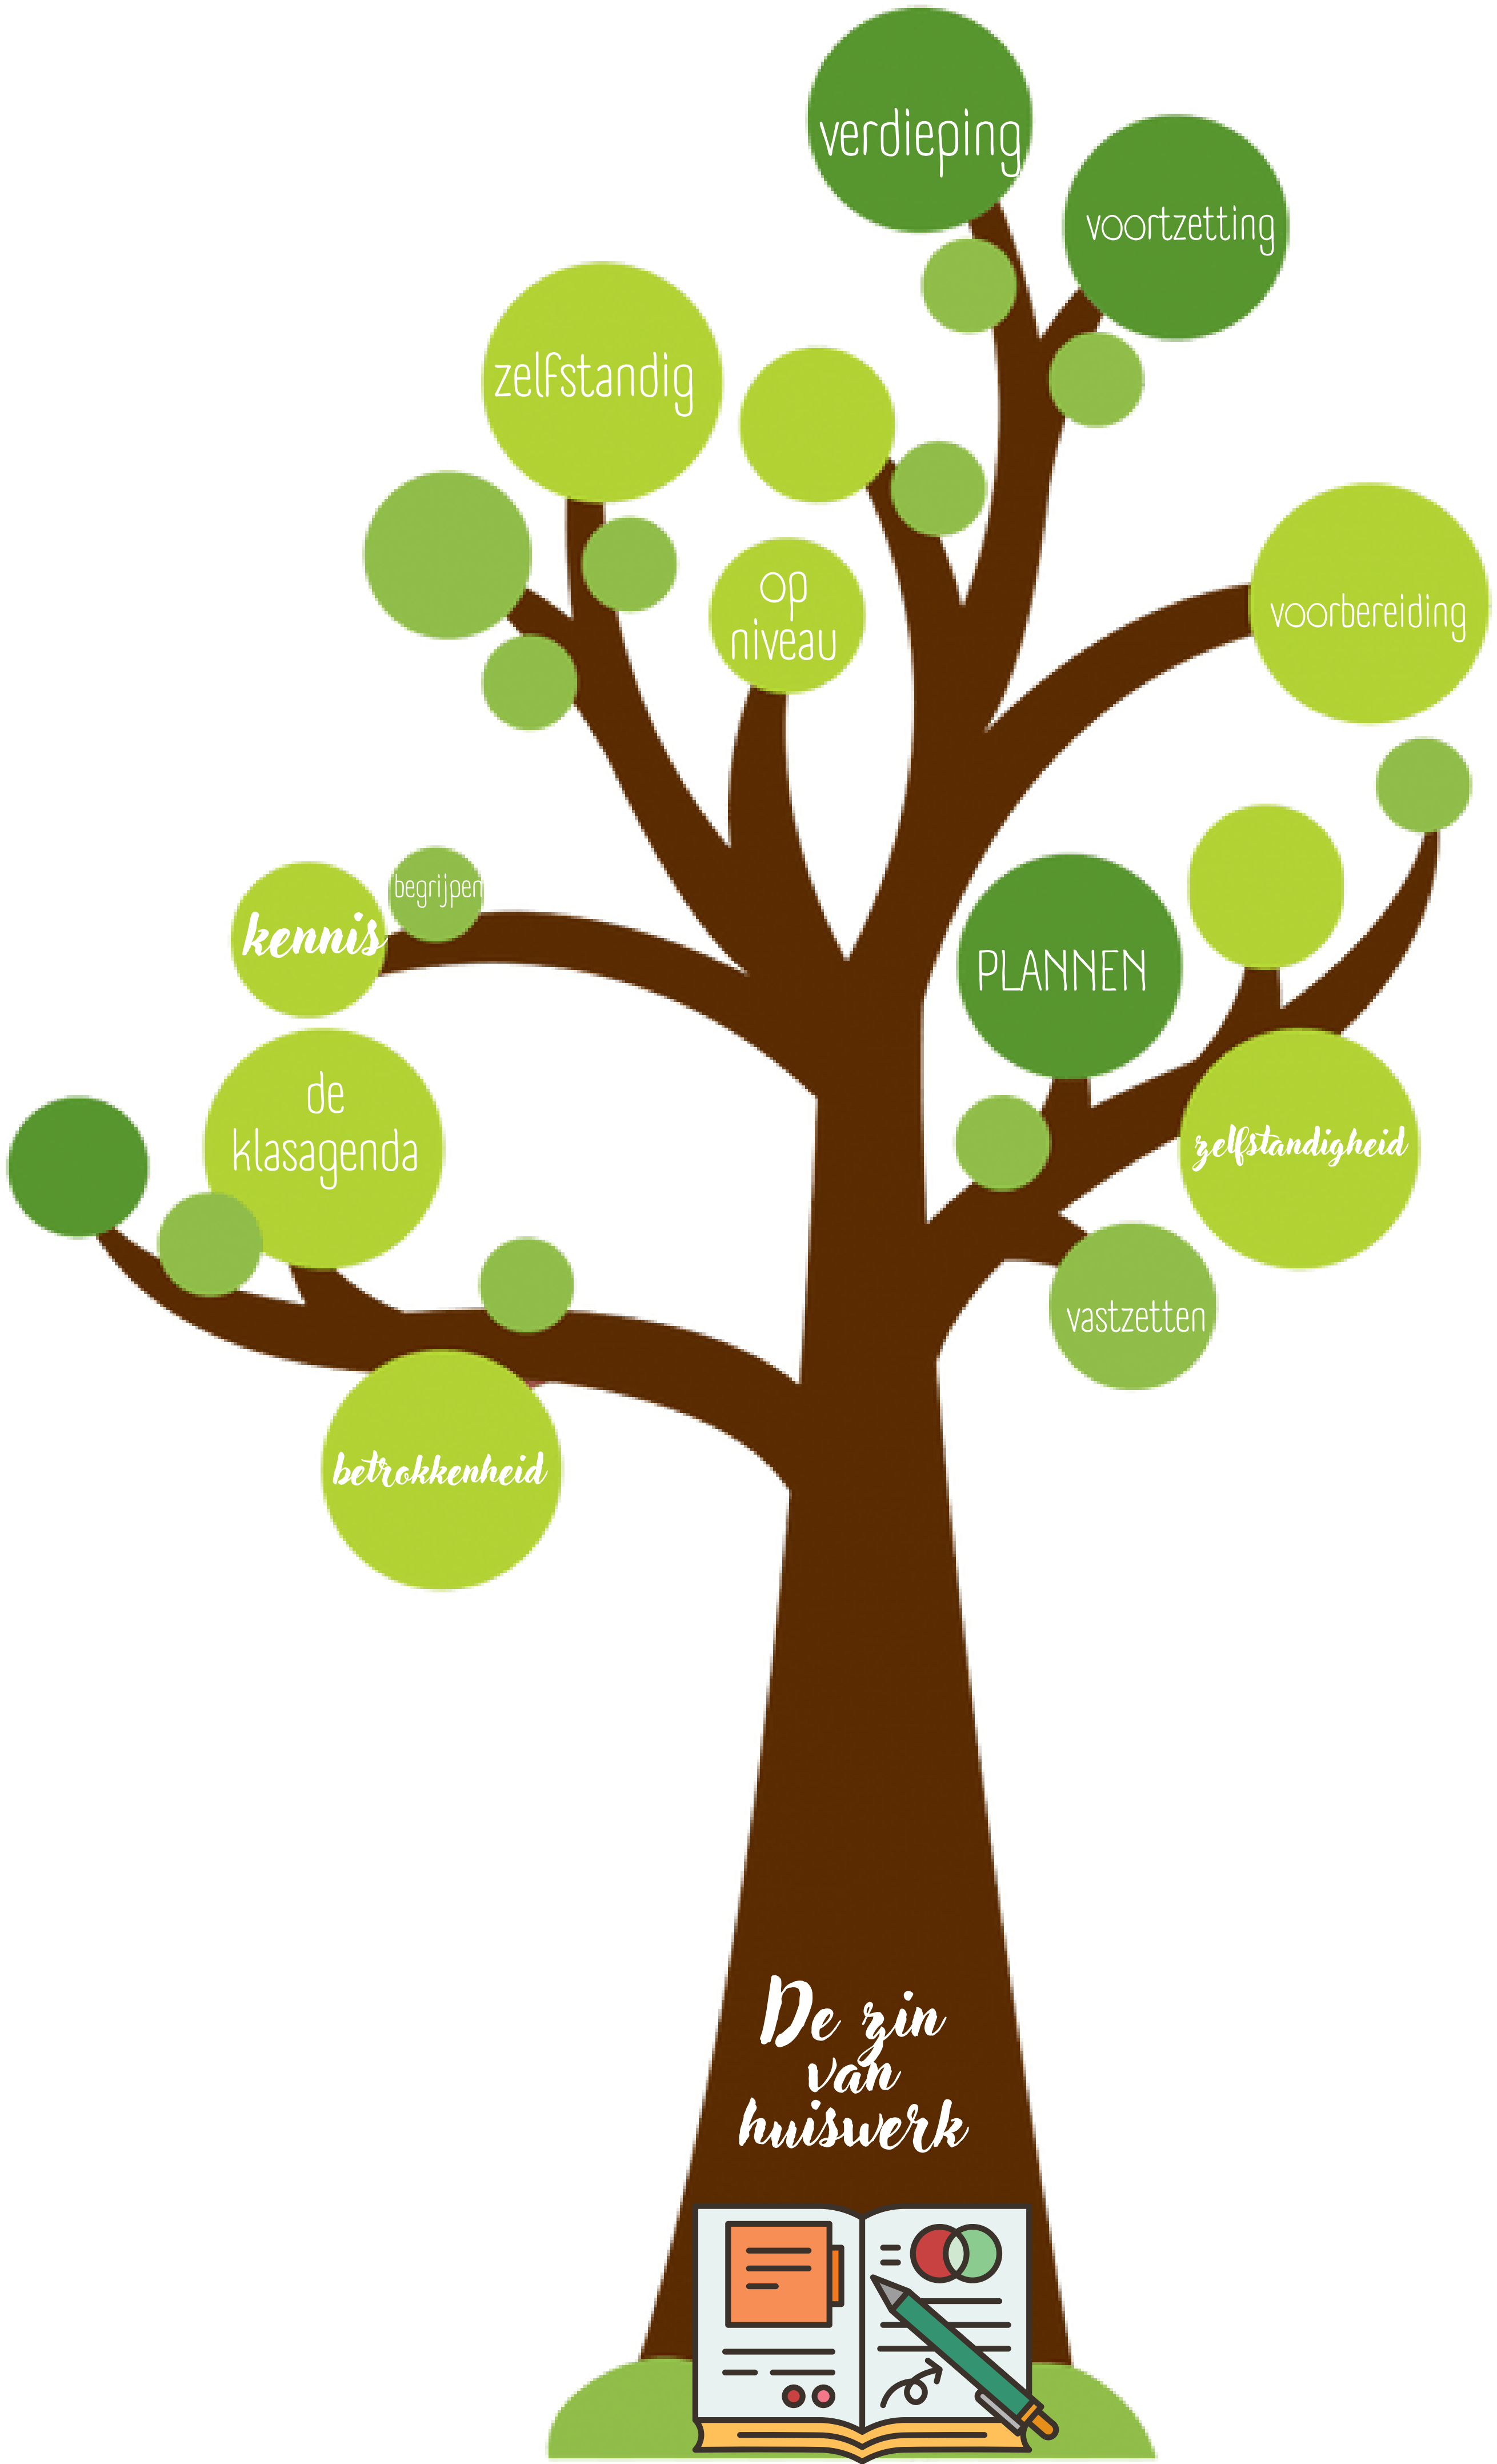 verdieping
voortzetting
zelfstandig
op
niveau
voorbereiding
begrijpen
kennis
PLANNEN
de
klasagenda
zelfstandigheid
vastzetten
betrokkenheid
De zin
van
huiswerk